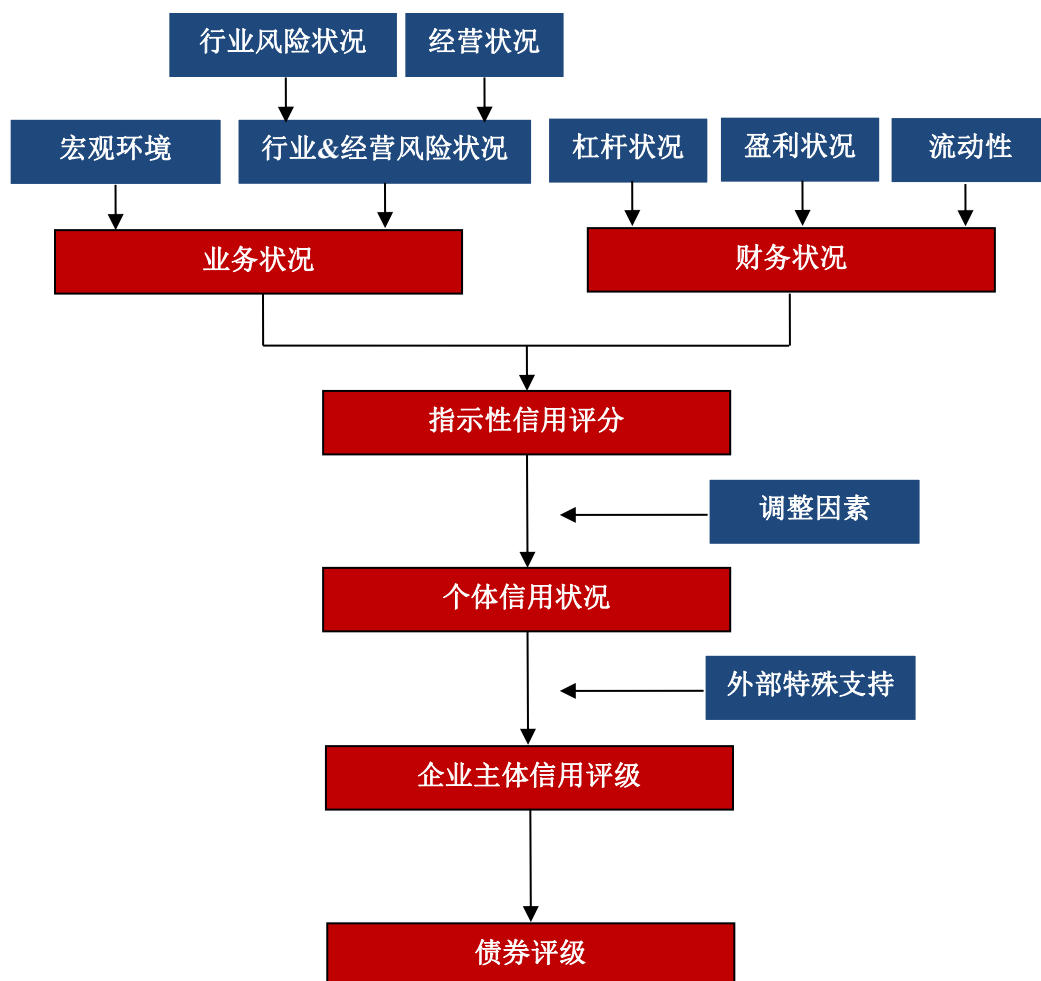 行业风险状况
经营状况
宏观环境
行业&经营风险状况
杠杆状况
盈利状况
流动性
业务状况
财务状况
指示性信用评分
调整因素
个体信用状况
外部特殊支持
企业主体信用评级
债券评级